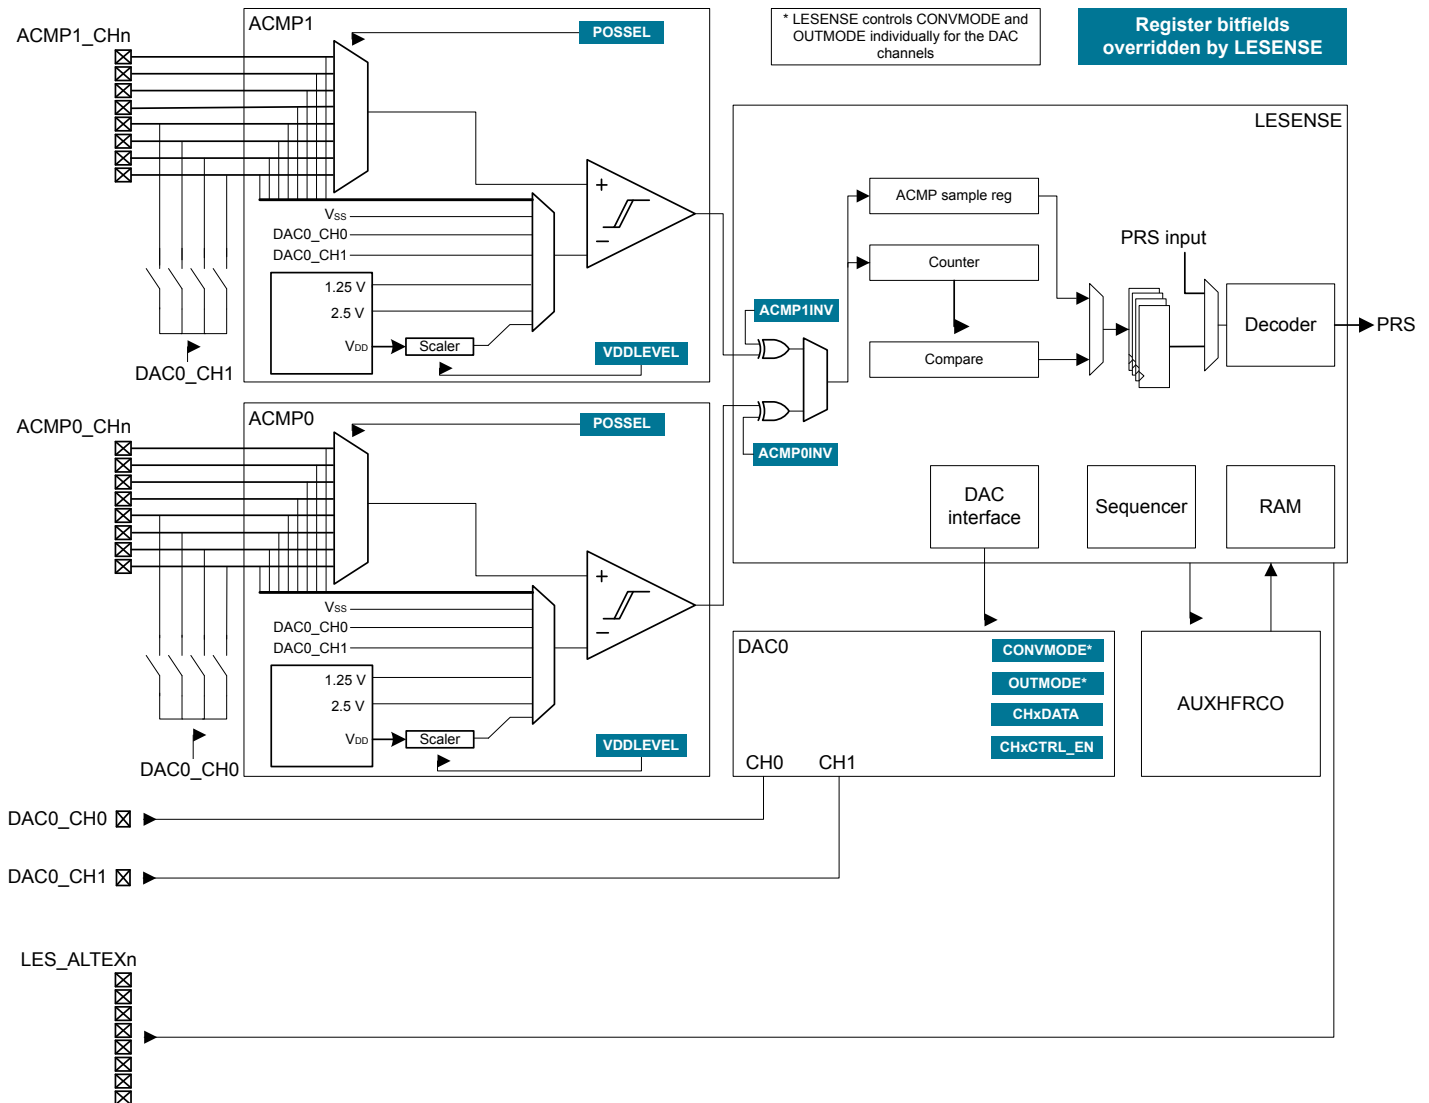 ACMP1_CHn
ACMP1
POSSEL
* LESENSE controls CONVMODE and
OUTMODE individually for the DAC
channels
Register bitfields
overridden by LESENSE
LESENSE
+
−
VSS
DAC0_CH0
DAC0_CH1
1.25 V
2.5 V
VDD
Scaler
VDDLEVEL
DAC0_CH1
ACMP sample reg
Counter
Compare
PRS input
Decoder
PRS
ACMP1INV
ACMP0INV
DAC
interface
Sequencer
RAM
ACMP0_CHn
ACMP0
POSSEL
+
−
VSS
DAC0_CH0
DAC0_CH1
1.25 V
2.5 V
VDD
Scaler
VDDLEVEL
DAC0_CH0
DAC0
CONVMODE*
OUTMODE*
CHxDATA
CHxCTRL_EN
CH0
CH1
AUXHFRCO
DAC0_CH0
DAC0_CH1
LES_ALTEXn